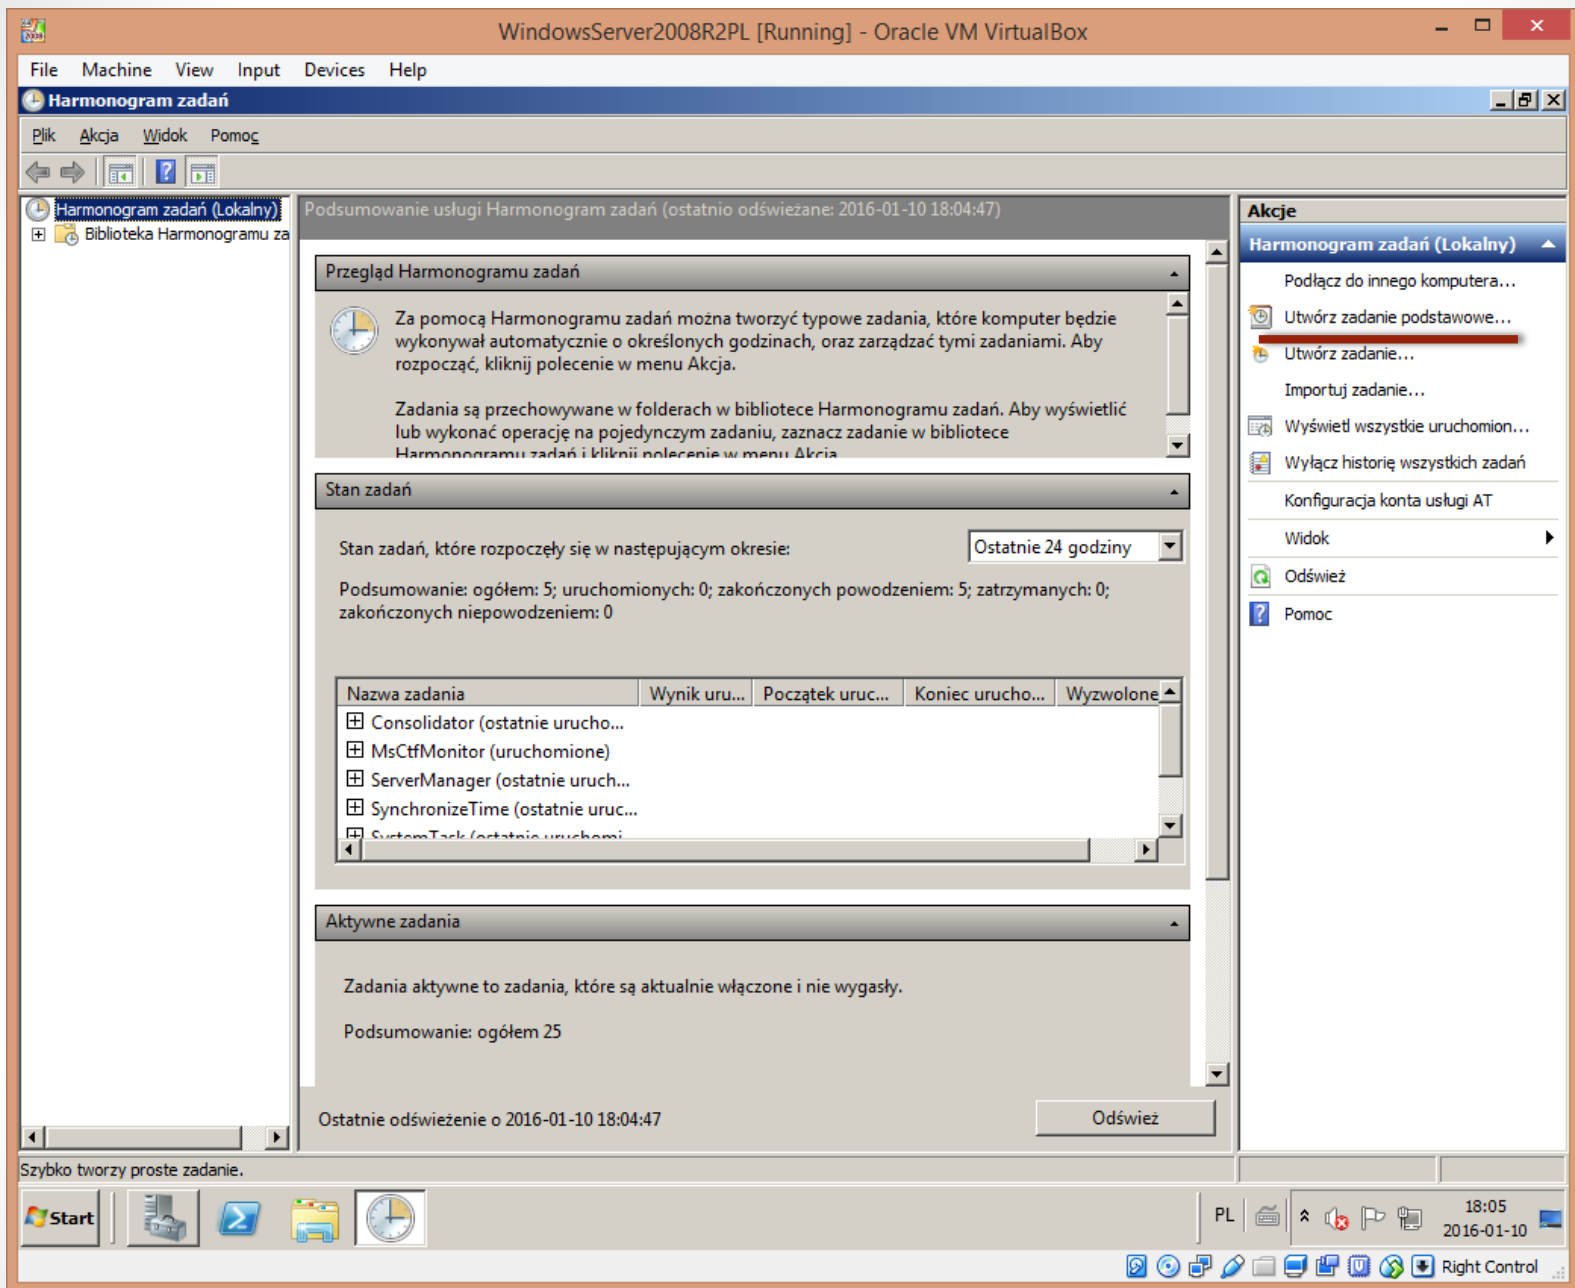 WindowsServer2008R2PL [Running] - Oracle VM VirtualBox
File Machine View Input Devices Help
Harmonogram zadań
Plik Akcja Widok Pomoc
Harmonogram zadań (Lokalny)
Biblioteka Harmonogramu za
Podsumowanie usługi Harmonogram zadań (ostatnio odświeżane: 2016-01-10 18:04:47)
Przegląd Harmonogramu zadań
Za pomocą Harmonogramu zadań można tworzyć typowe zadania, które komputer będzie
wykonywał automatycznie o określonych godzinach, oraz zarządzać tymi zadaniami. Aby
rozpocząć, kliknij polecenie w menu Akcja.
Zadania są przechowywane w folderach w bibliotece Harmonogramu zadań. Aby wyświetlić
lub wykonać operację na pojedynczym zadaniu, zaznacz zadanie w bibliotece
Harmonogramu zadań i kliknij polecenie w menu Akcja.
Stan zadań
Stan zadań, które rozpoczęły się w następującym okresie:
Ostatnie 24 godziny
Podsumowanie: ogółem: 5; uruchomionych: 0; zakończonych powodzeniem: 5; zatrzymanych: 0;
zakończonych niepowodzeniem: 0
Nazwa zadania Wynik uru... Początek uruc... Koniec urucho... Wyzwolone
Consolidator (ostatnie urucho...
MsCtfMonitor (uruchomione)
ServerManager (ostatnie uruch...
SynchronizeTime (ostatnie uruc...
SystemTask (ostatnie uruchomi
Aktywne zadania
Zadania aktywne to zadania, które są aktualnie włączone i nie wygasły.
Podsumowanie: ogółem 25
Ostatnie odświeżenie o 2016-01-10 18:04:47
Odśwież
Akcje
Harmonogram zadań (Lokalny)
Podłącz do innego komputera...
Utwórz zadanie podstawowe...
Utwórz zadanie...
Importuj zadanie...
Wyświetl wszystkie uruchomion...
Wyłącz historię wszystkich zadań
Konfiguracja konta usługi AT
Widok
Odśwież
Pomoc
Szybko tworzy proste zadanie.
Start
PL
18:05
2016-01-10
Right Control